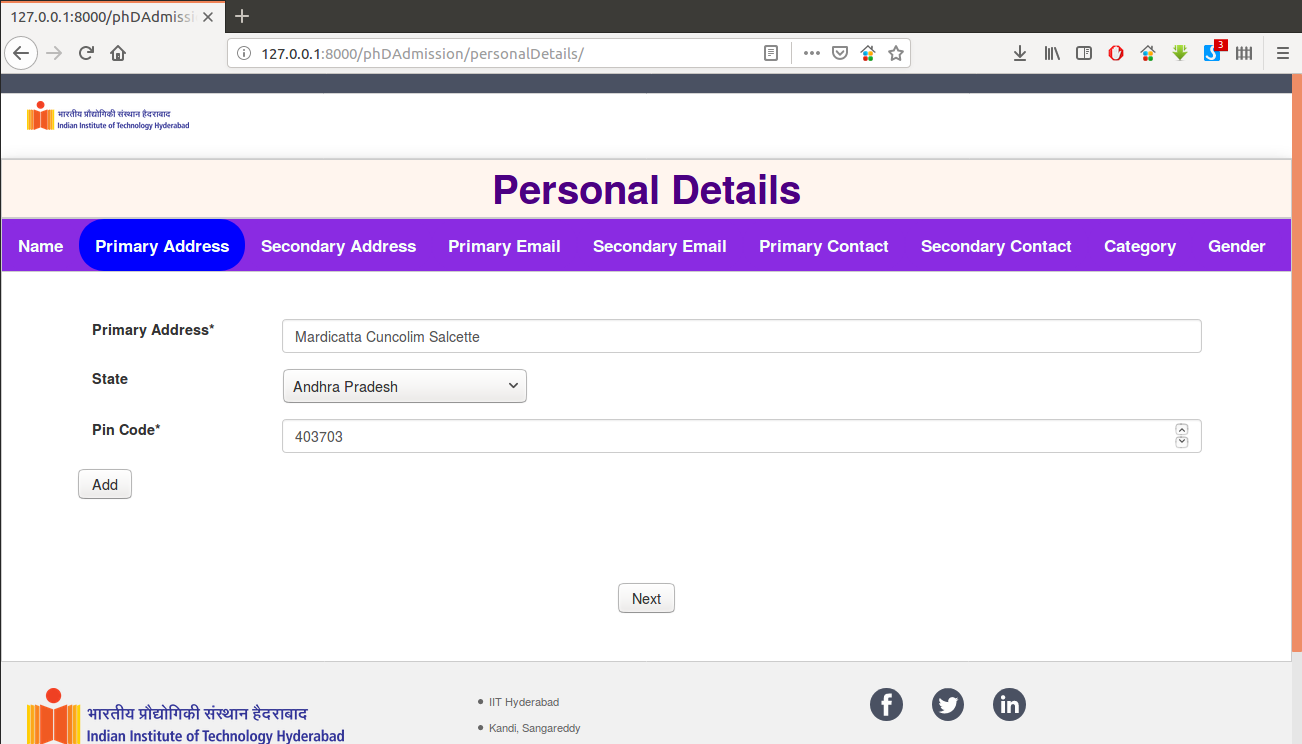 127.0.0.1:8000/phDAdmissi
127.0.0.1:8000/phDAdmission/personalDetails/
3
भारतीय प्रौद्योगिकी संस्थान हैदराबाद
Indian Institute of Technology Hyderabad
Personal Details
Name Primary Address Secondary Address Primary Email Secondary Email Primary Contact Secondary Contact Category Gender
Primary Address* Mardicatta Cuncolim Salcette
State Andhra Pradesh
Pin Code* 403703
Add
Next
भारतीय प्रौद्योगिकी संस्थान हैदराबाद
Indian Institute of Technology Hyderabad
IIT Hyderabad
Kandi, Sangareddy
f
in